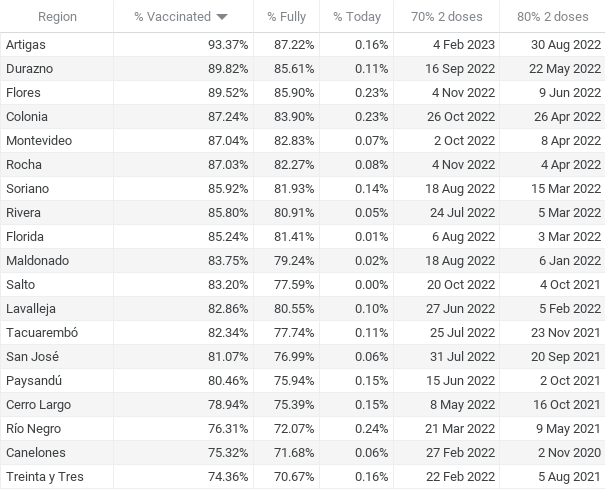 Region % Vaccinated % Fully % Today 70% 2 doses 80% 2 doses
Artigas 93.37% 87.22% 0.16% 4 Feb 2023 30 Aug 2022
Durazno 89.82% 85.61% 0.11% 16 Sep 2022 22 May 2022
Flores 89.52% 85.90% 0.23% 4 Nov 2022 9 Jun 2022
Colonia 87.24% 83.90% 0.23% 26 Oct 2022 26 Apr 2022
Montevideo 87.04% 82.83% 0.07% 2 Oct 2022 8 Apr 2022
Rocha 87.03% 82.27% 0.08% 4 Nov 2022 4 Apr 2022
Soriano 85.92% 81.93% 0.14% 18 Aug 2022 15 Mar 2022
Rivera 85.80% 80.91% 0.05% 24 Jul 2022 5 Mar 2022
Florida 85.24% 81.41% 0.01% 6 Aug 2022 3 Mar 2022
Maldonado 83.75% 79.24% 0.02% 18 Aug 2022 6 Jan 2022
Salto 83.20% 77.59% 0.00% 20 Oct 2022 4 Oct 2021
Lavalleja 82.86% 80.55% 0.10% 27 Jun 2022 5 Feb 2022
Tacuarembó 82.34% 77.74% 0.11% 25 Jul 2022 23 Nov 2021
San José 81.07% 76.99% 0.06% 31 Jul 2022 20 Sep 2021
Paysandú 80.46% 75.94% 0.15% 15 Jun 2022 2 Oct 2021
Cerro Largo 78.94% 75.39% 0.15% 8 May 2022 16 Oct 2021
Río Negro 76.31% 72.07% 0.24% 21 Mar 2022 9 May 2021
Canelones 75.32% 71.68% 0.06% 27 Feb 2022 2 Nov 2020
Treinta y Tres 74.36% 70.67% 0.16% 22 Feb 2022 5 Aug 2021